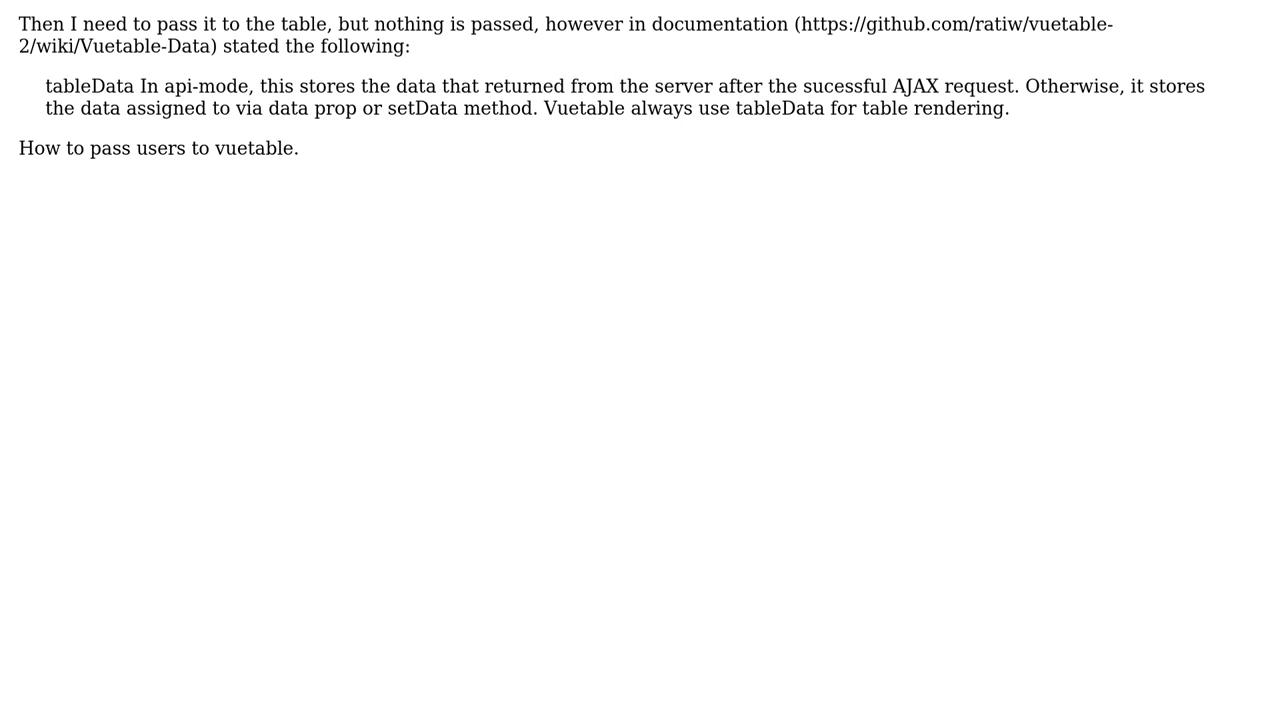 Then I need to pass it to the table, but nothing is passed, however in documentation (https://github.com/ratiw/vuetable-
2/wiki/Vuetable-Data) stated the following:
tableData In api-mode, this stores the data that returned from the server after the sucessful AJAX request. Otherwise, it stores
the data assigned to via data prop or setData method. Vuetable always use tableData for table rendering.
How to pass users to vuetable.